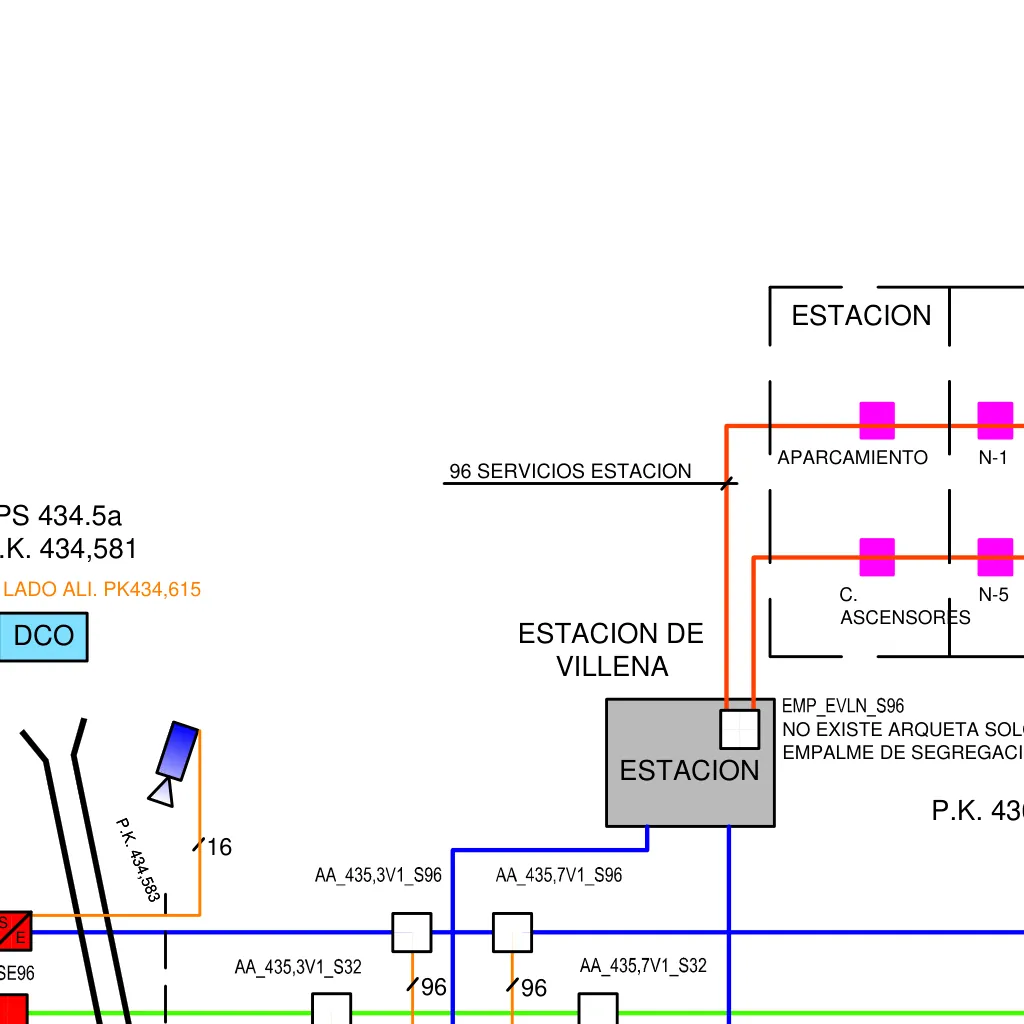 ESTACION
APARCAMIENTO
N-1
96 SERVICIOS ESTACION
PS 434.5a
.K. 434,581
LADO ALI. PK434,615
DCO
C.
ASCENSORES
N-5
ESTACION DE
VILLENA
EMP_EVLN_S96
NO EXISTE ARQUETA SOLO
EMPALME DE SEGREGACI
ESTACION
P.K. 436
P.K. 434,583
16
AA_435,3V1_S96
AA_435,7V1_S96
S
E
SE96
AA_435,3V1_S32
AA_435,7V1_S32
96
96